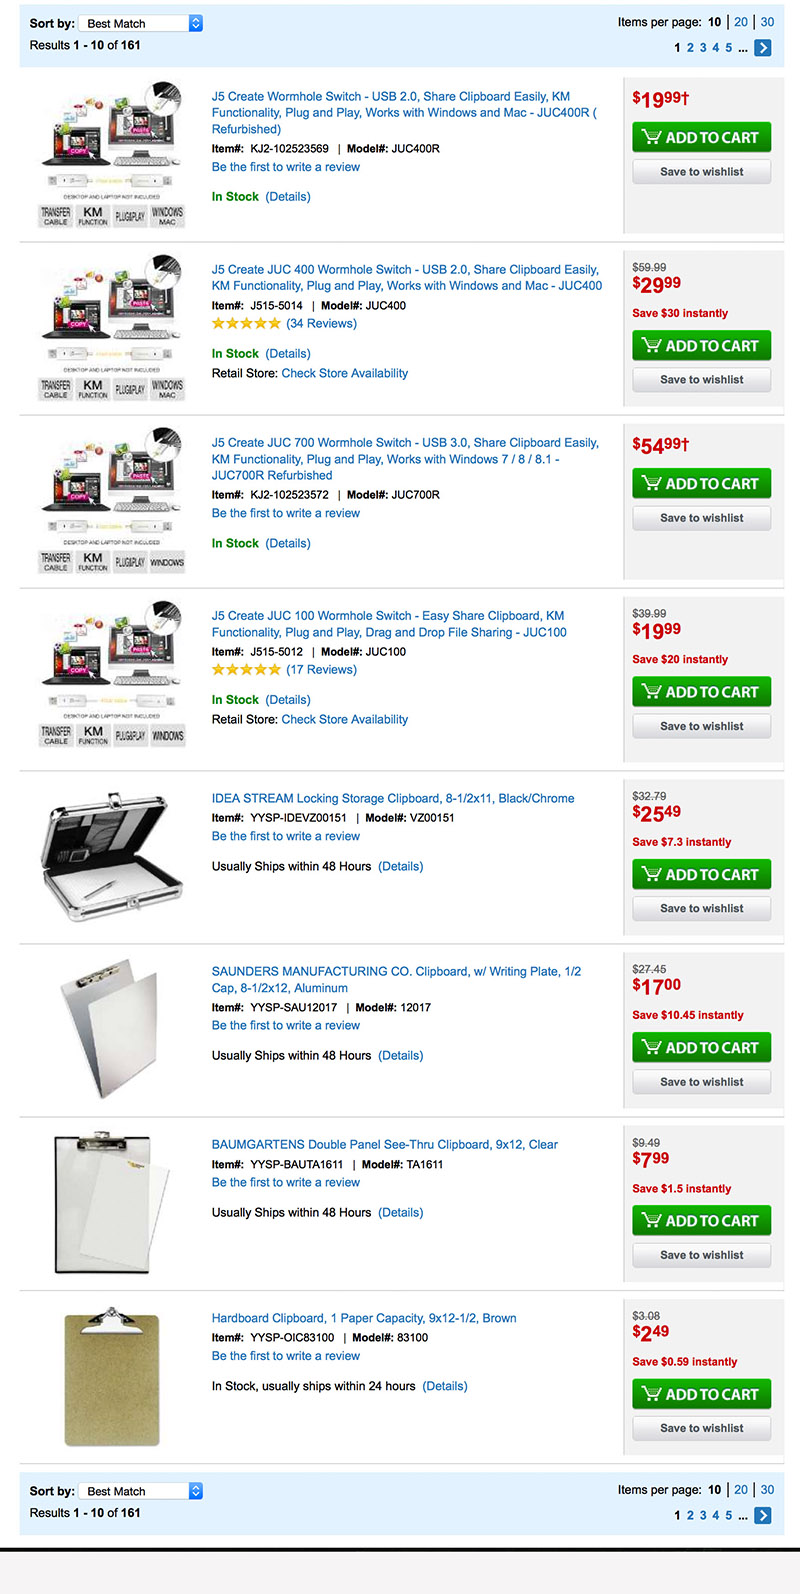 Sort by: Best Match
Items per page: 10 | 20 | 30
Results 1 - 10 of 161
1 2 3 4 5 ...
COPY
PASTE
DESKTOP AND LAPTOP NOT INCLUDED
TRANSFER CABLE KM FUNCTION PLUG&PLAY WINDOWS MAC
J5 Create Wormhole Switch - USB 2.0, Share Clipboard Easily, KM
Functionality, Plug and Play, Works with Windows and Mac - JUC400R (
Refurbished)
Item#: KJ2-102523569 | Model#: JUC400R
Be the first to write a review
In Stock (Details)
$1999†
ADD TO CART
Save to wishlist
COPY
PASTE
DESKTOP AND LAPTOP NOT INCLUDED
TRANSFER CABLE KM FUNCTION PLUG&PLAY WINDOWS MAC
J5 Create JUC 400 Wormhole Switch - USB 2.0, Share Clipboard Easily,
KM Functionality, Plug and Play, Works with Windows and Mac - JUC400
Item#: J515-5014 | Model#: JUC400
(34 Reviews)
In Stock (Details)
Retail Store: Check Store Availability
$59.99
$2999
Save $30 instantly
ADD TO CART
Save to wishlist
COPY
PASTE
DESKTOP AND LAPTOP NOT INCLUDED
TRANSFER CABLE KM FUNCTION PLUG&PLAY WINDOWS
J5 Create JUC 700 Wormhole Switch - USB 3.0, Share Clipboard Easily,
KM Functionality, Plug and Play, Works with Windows 7 / 8 / 8.1 -
JUC700R Refurbished
Item#: KJ2-102523572 | Model#: JUC700R
Be the first to write a review
In Stock (Details)
$5499†
ADD TO CART
Save to wishlist
COPY
PASTE
DESKTOP AND LAPTOP NOT INCLUDED
TRANSFER CABLE KM FUNCTION PLUG&PLAY WINDOWS
J5 Create JUC 100 Wormhole Switch - Easy Share Clipboard, KM
Functionality, Plug and Play, Drag and Drop File Sharing - JUC100
Item#: J515-5012 | Model#: JUC100
(17 Reviews)
In Stock (Details)
Retail Store: Check Store Availability
$39.99
$1999
Save $20 instantly
ADD TO CART
Save to wishlist
IDEA STREAM Locking Storage Clipboard, 8-1/2x11, Black/Chrome
Item#: YYSP-IDEVZ00151 | Model#: VZ00151
Be the first to write a review
Usually Ships within 48 Hours (Details)
$32.79
$2549
Save $7.3 instantly
ADD TO CART
Save to wishlist
SAUNDERS MANUFACTURING CO. Clipboard, w/ Writing Plate, 1/2
Cap, 8-1/2x12, Aluminum
Item#: YYSP-SAU12017 | Model#: 12017
Be the first to write a review
Usually Ships within 48 Hours (Details)
$27.45
$1700
Save $10.45 instantly
ADD TO CART
Save to wishlist
BAUMGARTENS Double Panel See-Thru Clipboard, 9x12, Clear
Item#: YYSP-BAUTA1611 | Model#: TA1611
Be the first to write a review
Usually Ships within 48 Hours (Details)
$9.49
$799
Save $1.5 instantly
ADD TO CART
Save to wishlist
Hardboard Clipboard, 1 Paper Capacity, 9x12-1/2, Brown
Item#: YYSP-OIC83100 | Model#: 83100
Be the first to write a review
In Stock, usually ships within 24 hours (Details)
$3.08
$249
Save $0.59 instantly
ADD TO CART
Save to wishlist
Sort by: Best Match
Items per page: 10 | 20 | 30
Results 1 - 10 of 161
1 2 3 4 5 ...